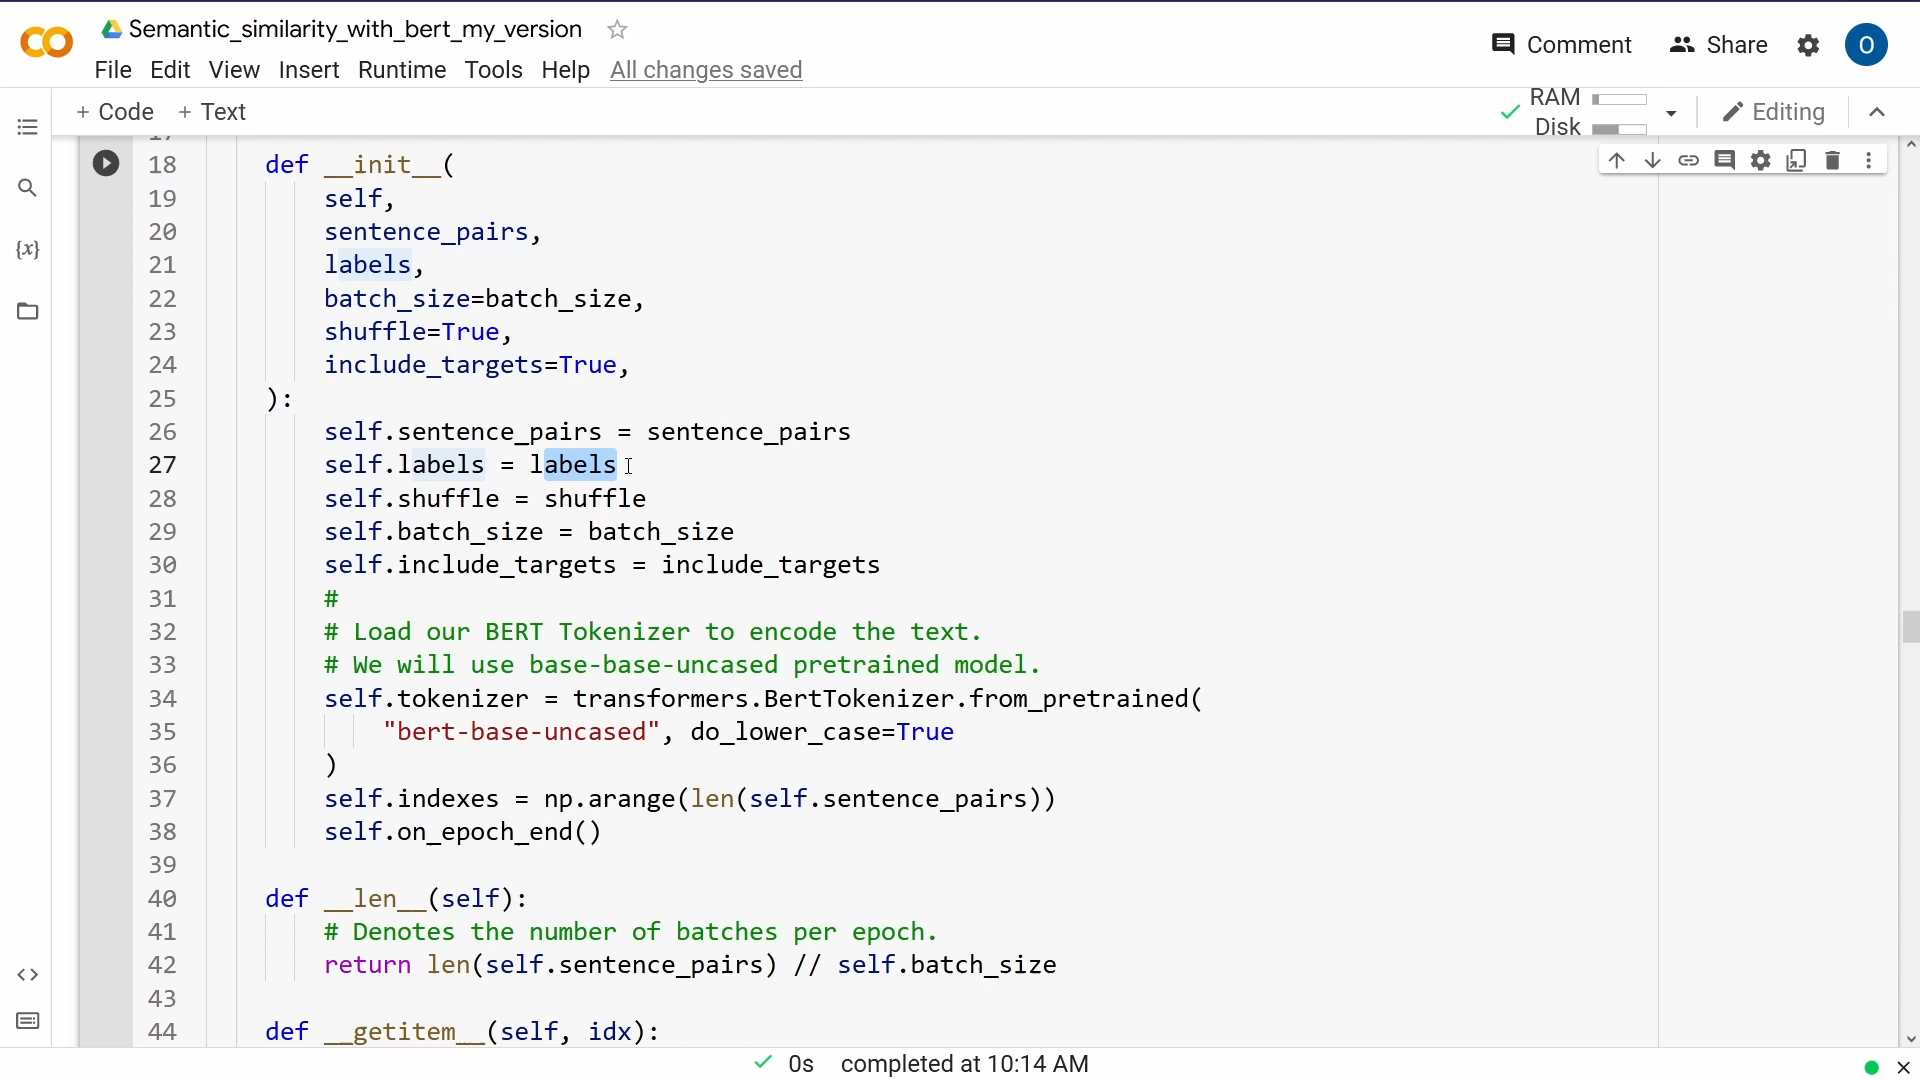 Semantic_similarity_with_bert_my_version
Comment
Share
O
File Edit View Insert Runtime Tools Help All changes saved
+ Code + Text
RAM
Disk
Editing
17
18 def __init__(
19 self,
20 sentence_pairs,
{x}
21 labels,
22 batch_size=batch_size,
23 shuffle=True,
24 include_targets=True,
25 ):
26 self.sentence_pairs = sentence_pairs
27 self.labels = labels
28 self.shuffle = shuffle
29 self.batch_size = batch_size
30 self.include_targets = include_targets
31 #
32 # Load our BERT Tokenizer to encode the text.
33 # We will use base-base-uncased pretrained model.
34 self.tokenizer = transformers.BertTokenizer.from_pretrained(
35 "bert-base-uncased", do_lower_case=True
36 )
37 self.indexes = np.arange(len(self.sentence_pairs))
38 self.on_epoch_end()
39
40 def __len__(self):
41 # Denotes the number of batches per epoch.
42 return len(self.sentence_pairs) // self.batch_size
43
44 def __getitem__(self, idx):
0s completed at 10:14 AM